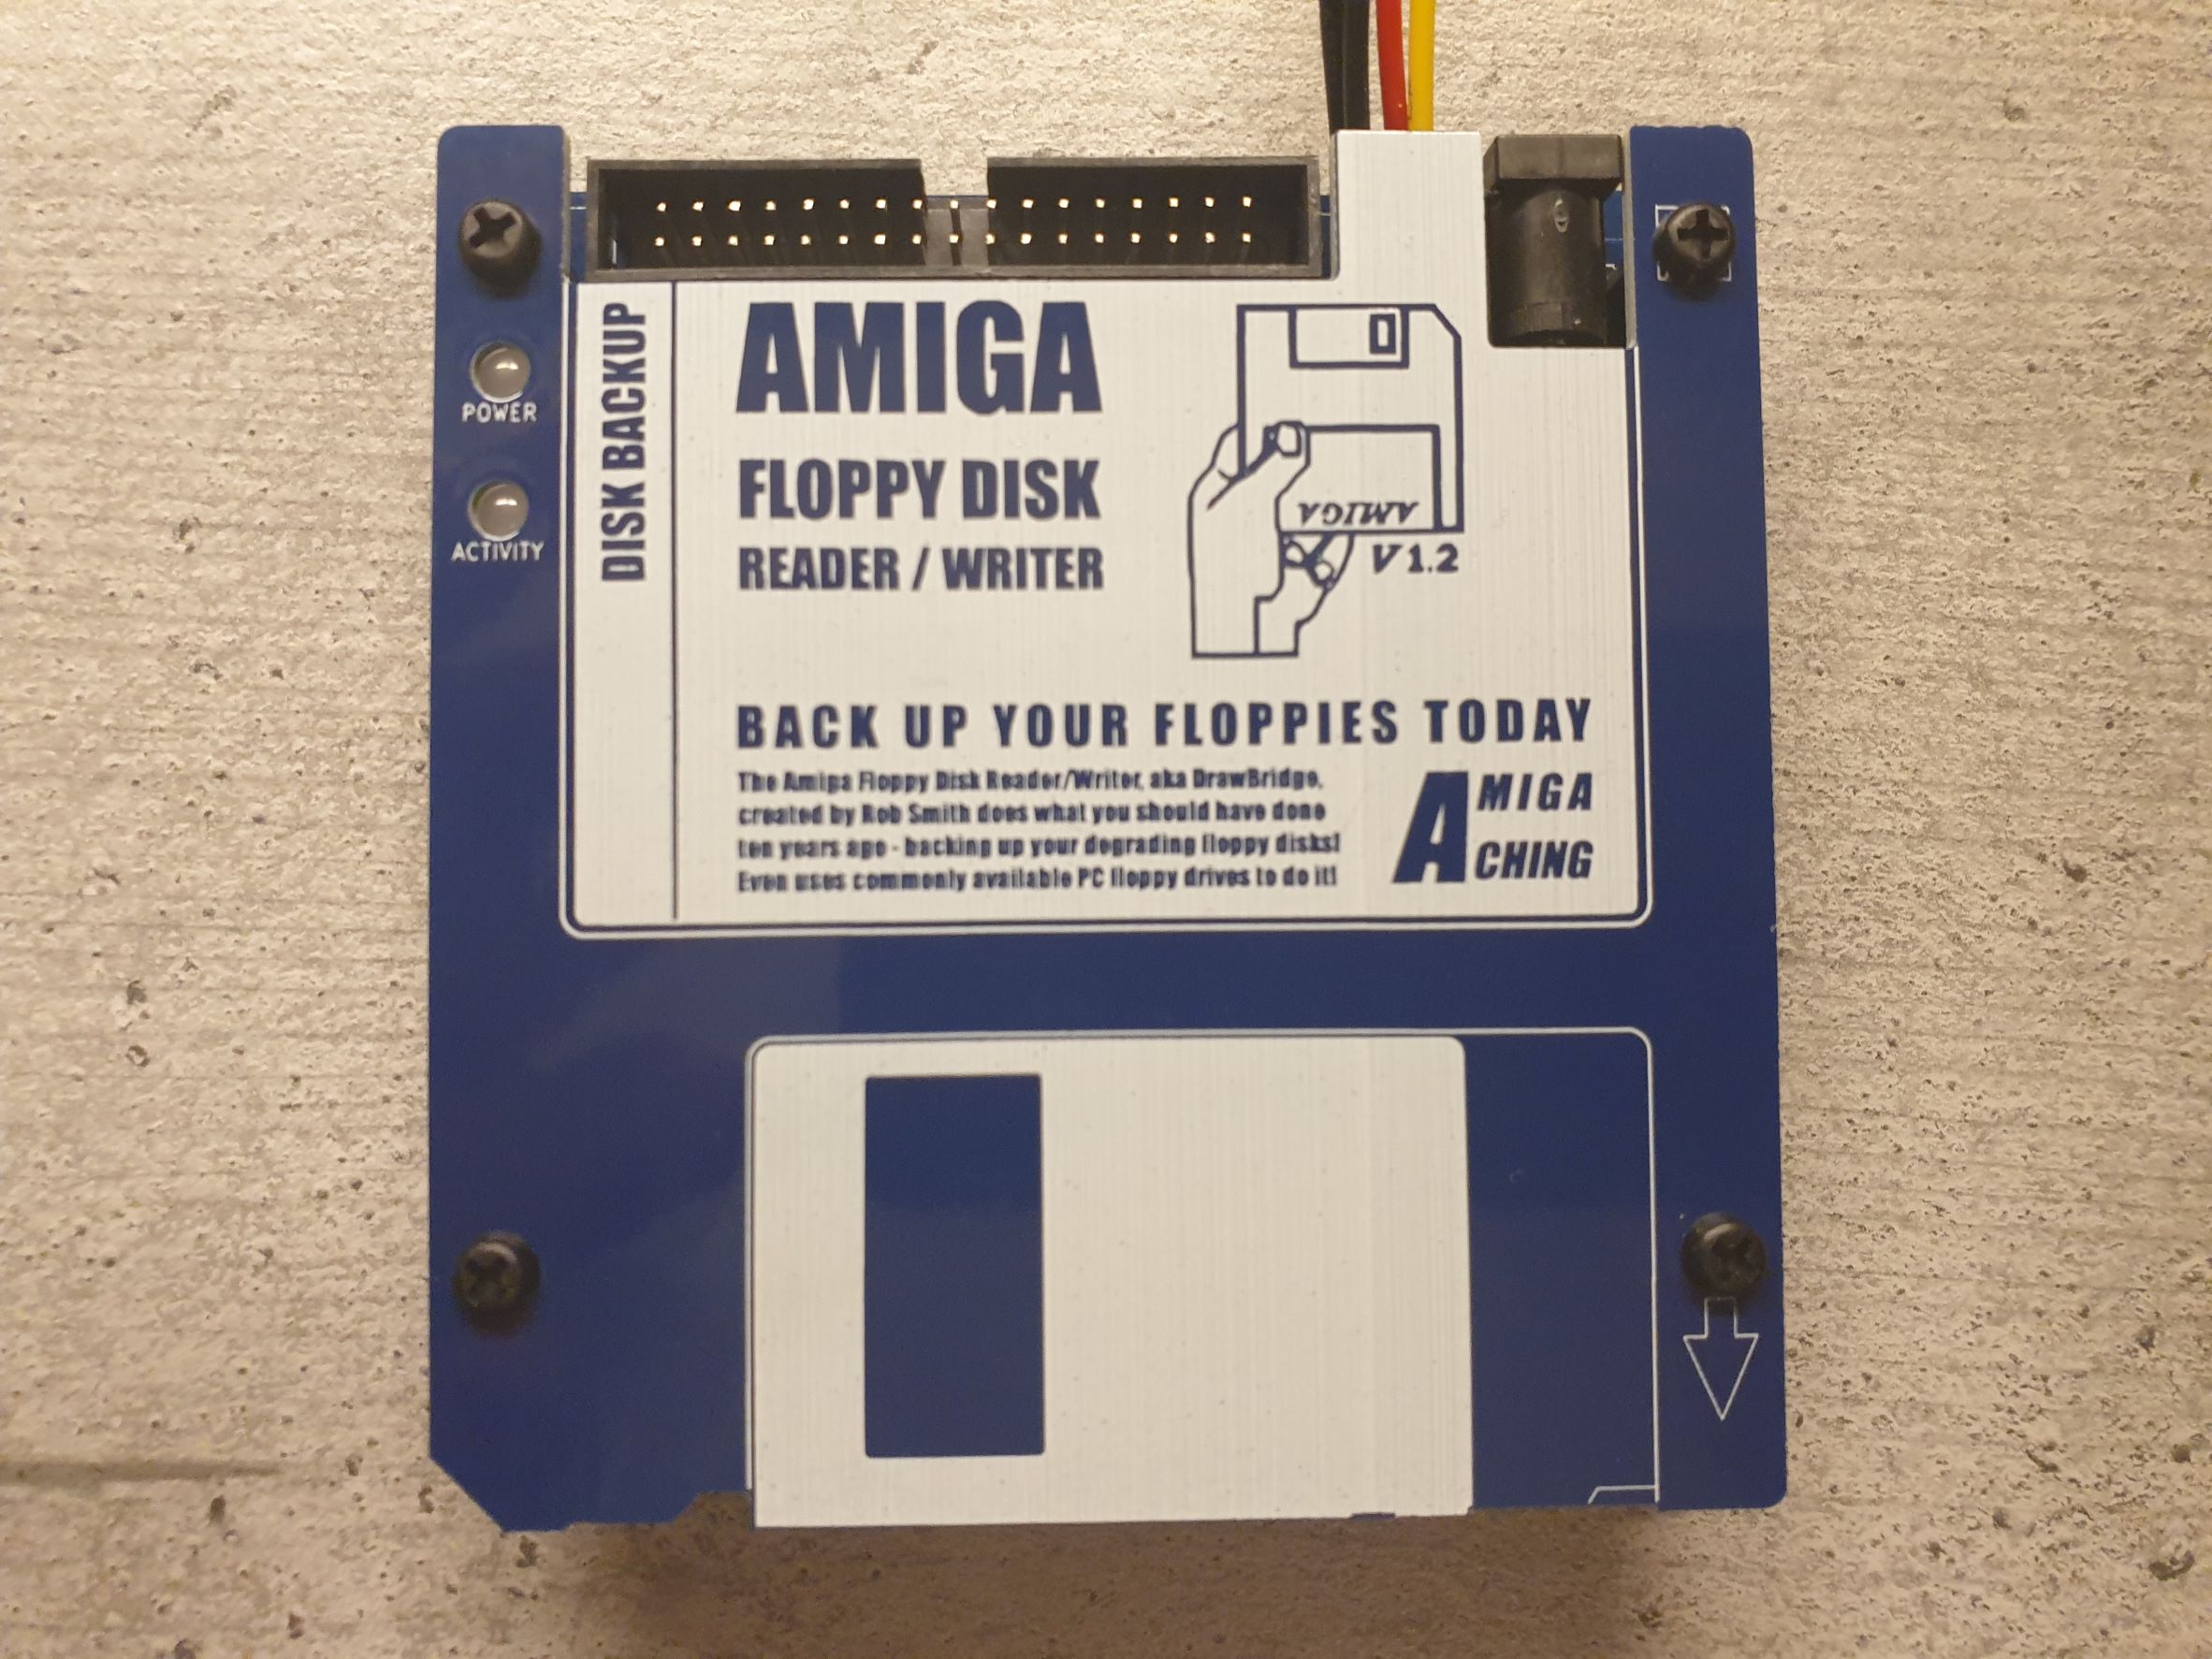 POWER
ACTIVITY
DISK BACKUP
AMIGA
FLOPPY DISK
READER / WRITER
AMIGA
V 1.2
BACK UP YOUR FLOPPIES TODAY
The Amiga Floppy Disk Reader/Writer, aka DrawBridge,
created by Rob Smith does what you should have done
ten years ago - backing up your degrading floppy disks!
Even uses commonly available PC floppy drives to do it!
AMIGA
ACHING